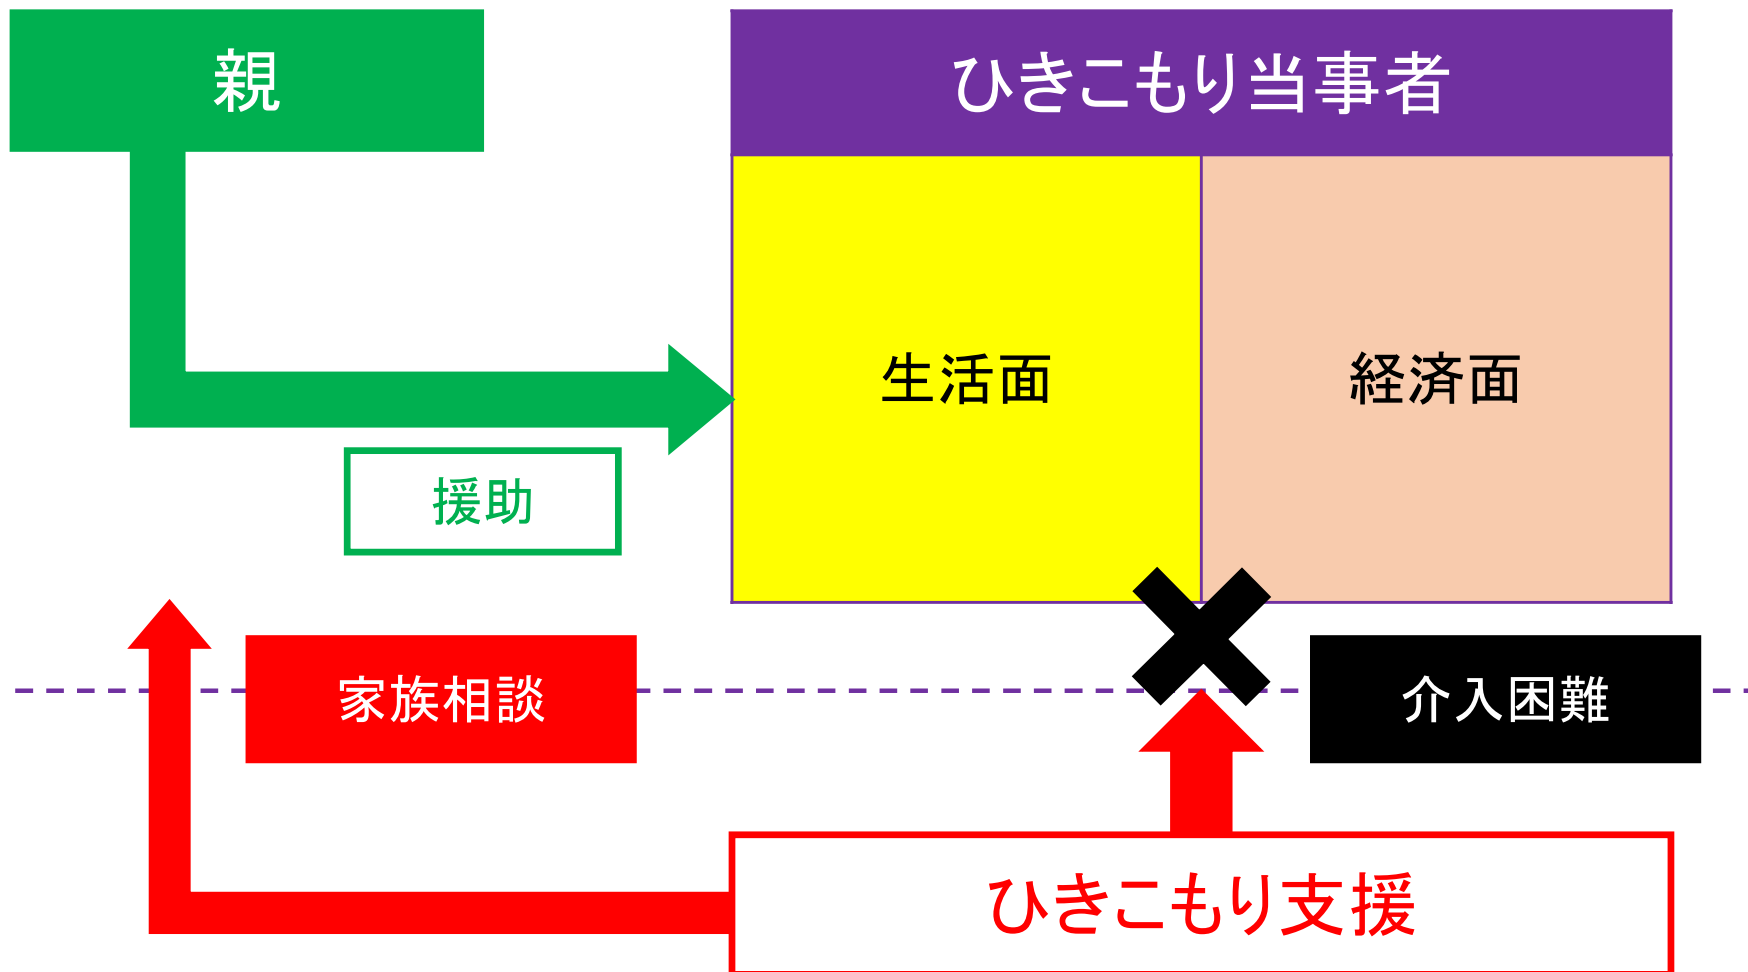 親
ひきこもり当事者
生活面
経済面
援助
家族相談
介入困難
ひきこもり支援